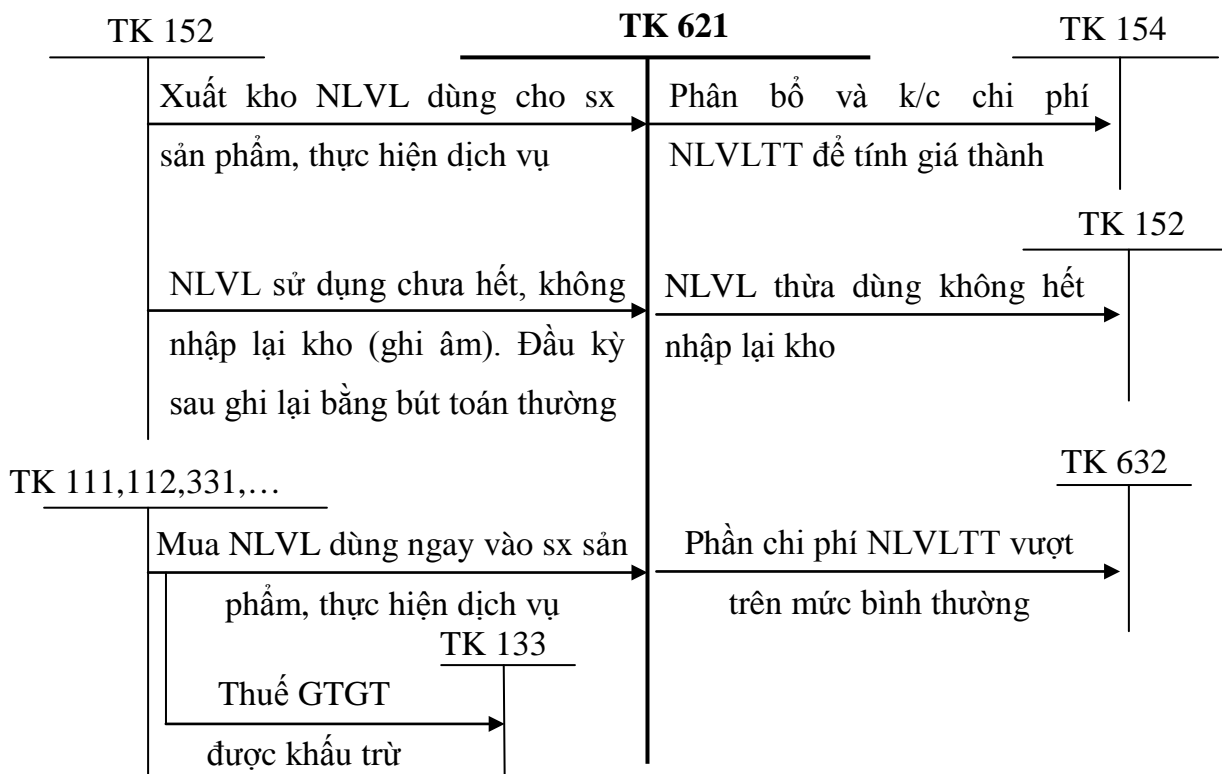 TK 152
TK 621
TK 154
Xuất kho NLVL dùng cho sx
sản phẩm, thực hiện dịch vụ
Phân bổ và k/c chi phí
NLVLTT để tính giá thành
TK 152
NLVL sử dụng chưa hết, không
nhập lại kho (ghi âm). Đầu kỳ
sau ghi lại bằng bút toán thường
NLVL thừa dùng không hết
nhập lại kho
TK 111,112,331,…
TK 632
Mua NLVL dùng ngay vào sx sản
phẩm, thực hiện dịch vụ
Phần chi phí NLVLTT vượt
trên mức bình thường
TK 133
Thuế GTGT
được khấu trừ